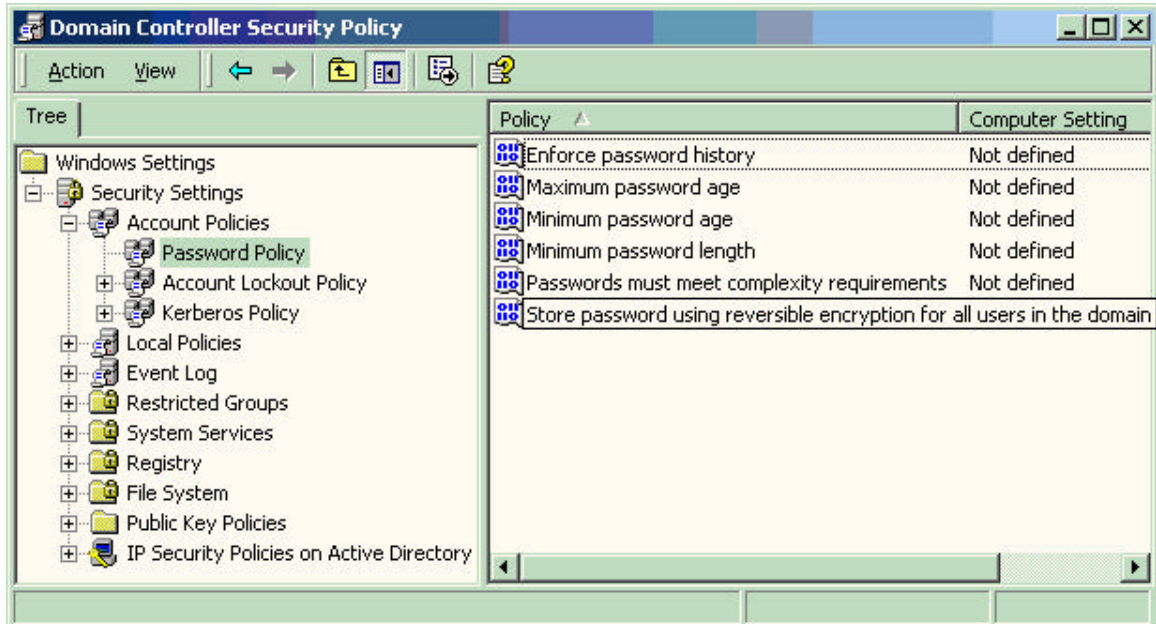 Domain Controller Security Policy
Action View
Tree
Windows Settings
Security Settings
Account Policies
Password Policy
Account Lockout Policy
Kerberos Policy
Local Policies
Event Log
Restricted Groups
System Services
Registry
File System
Public Key Policies
IP Security Policies on Active Directory
Policy Computer Setting
Enforce password history Not defined
Maximum password age Not defined
Minimum password age Not defined
Minimum password length Not defined
Passwords must meet complexity requirements Not defined
Store password using reversible encryption for all users in the domain